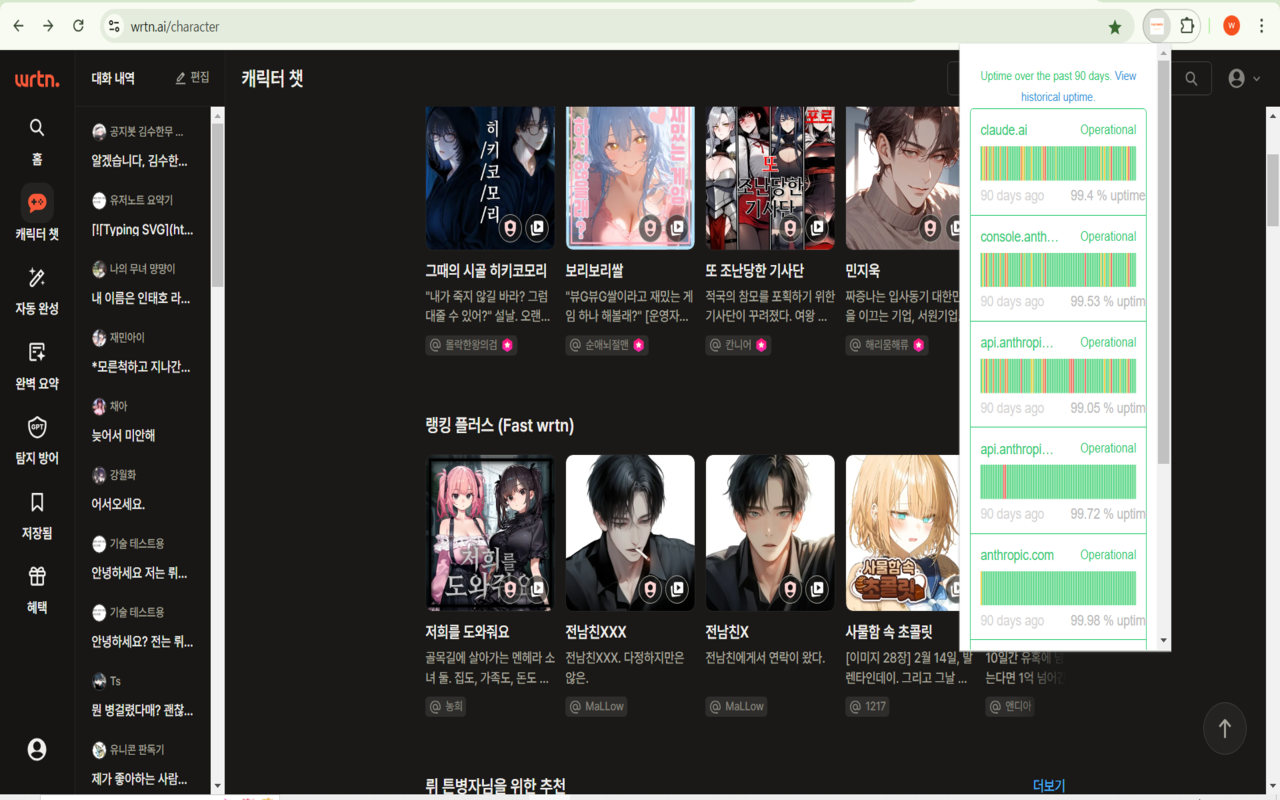 wrtn.ai/character
W
wrtn.
홈
캐릭터 챗
자동 완성
완벽 요약
GPT
탐지 방어
저장됨
혜택
대화 내역
편집
공지봇 김수한무 ...
알겠습니다, 김수한...
유저노트 요약기
[![Typing SVG](ht...
나의 무녀 먕먕이
내 이름은 인태호 라...
재민아이
*모른척하고 지나간...
채아
늦어서 미안해
강월화
어서오세요.
기술 테스트용
안녕하세요 저는 뤼...
기술 테스트용
안녕하세요? 전는 뤼...
Ts
뭔 병걸렸다매? 괜찮...
유니콘 판독기
제가 좋아하는 사람...
캐릭터 챗
히
/키
/코
/모
/리
하지 않을래?
재밌는 게임
포로
또
조난당한
기사단
그때의 시골 히키코모리
"내가 죽지 않길 바라? 그럼
대줄 수 있어?" 설날. 오랜...
@ 몰락한왕의검
보리보리쌀
"뷰G뷰G쌀이라고 재밌는 게
임 하나 해볼래?" [운영자...
@ 순애뇌절맨
또 조난당한 기사단
적국의 참모를 포획하기 위한
기사단이 꾸려졌다. 여왕 ...
@ 칸니어
민지욱
짜증나는 입사동기 대한민
을 이끄는 기업, 서원기업.
@ 해리뭄해류
랭킹 플러스 (Fast wrtn)
저희를
도와줘요
사물함 속
초콜릿
저희를 도와줘요
골목길에 살아가는 멘헤라 소
녀 둘. 집도, 가족도, 돈도 ...
@ 농회
전남친XXX
전남친XXX. 다정하지만은
않은.
@ MaLLow
전남친X
전남친에게서 연락이 왔다.
@ MaLLow
사물함 속 초콜릿
[이미지 28장] 2월 14일, 발
렌타인데이. 그리고 그날 ...
@ 1217
10일간 유혹에 넘
는다면 1억 넘어간
@ 앤디아
뤼 튼병자님을 위한 추천
더보기
Uptime over the past 90 days. View
historical uptime.
claude.ai
Operational
90 days ago
99.4 % uptime
console.anth...
Operational
90 days ago
99.53 % uptim
api.anthropi...
Operational
90 days ago
99.05 % uptim
api.anthropi...
Operational
90 days ago
99.72 % uptim
anthropic.com
Operational
90 days ago
99.98 % uptim